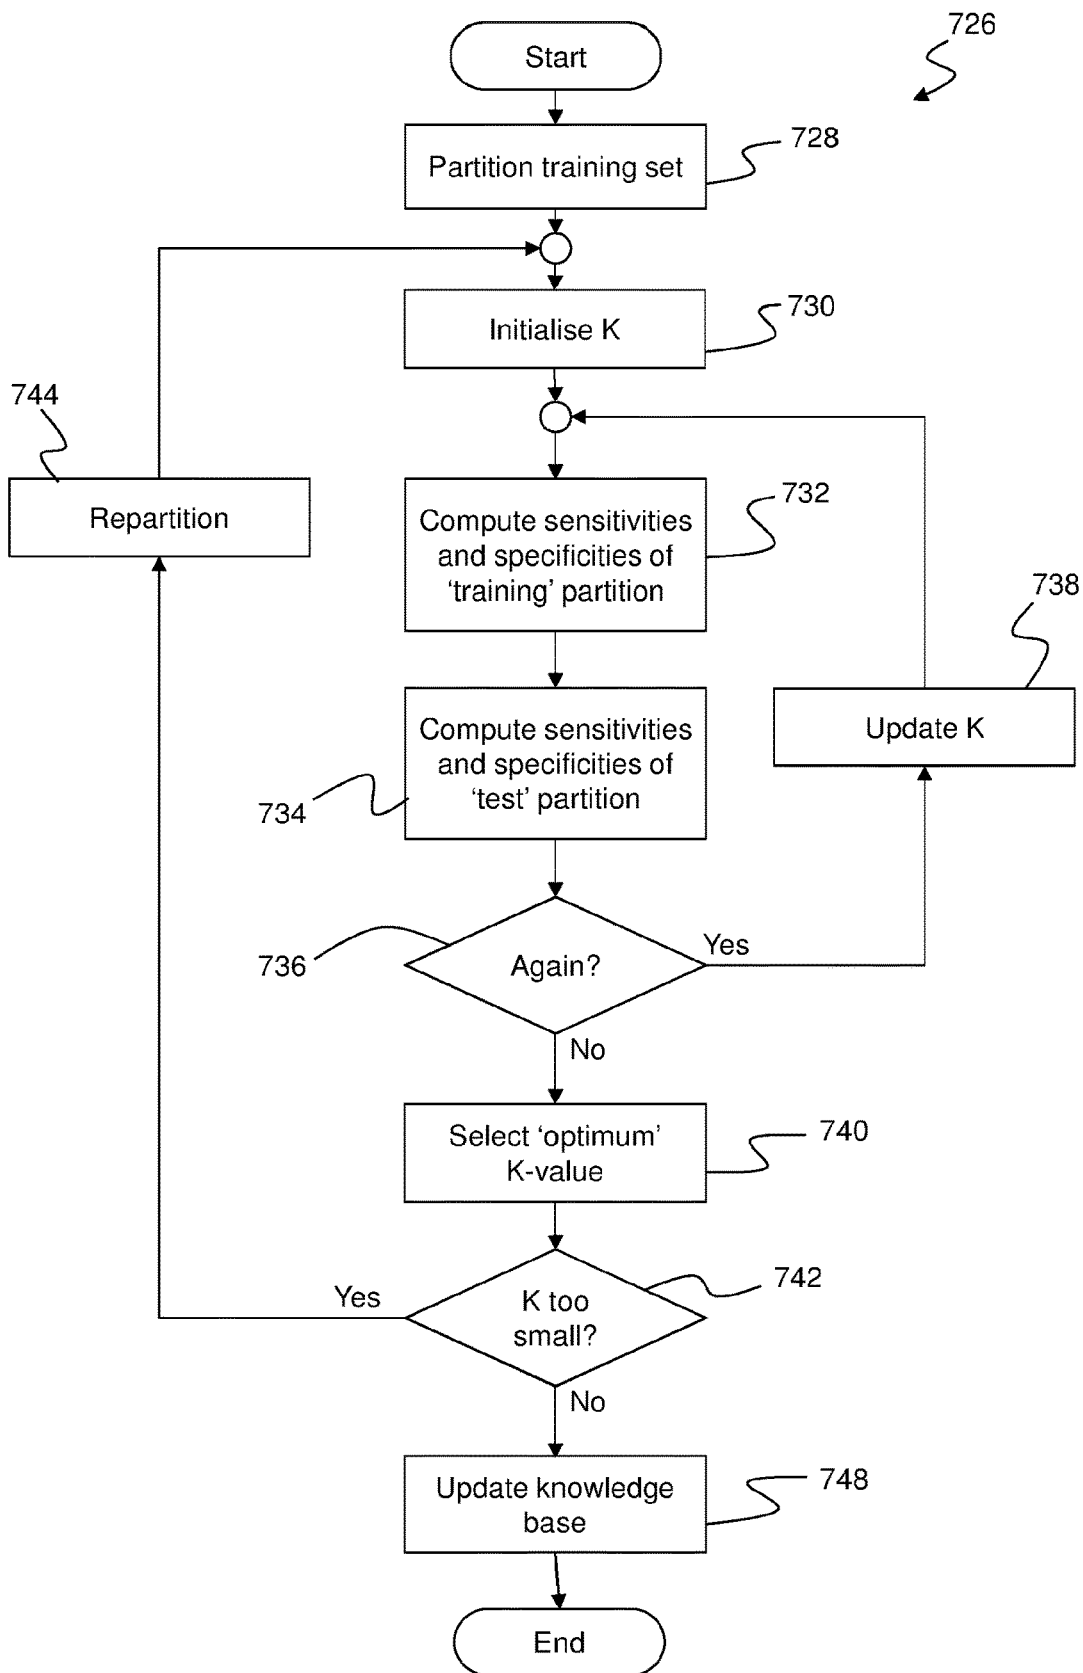 726
Start
728
Partition training set
730
Initialise K
744
Repartition
732
Compute sensitivities
and specificities of
‘training’ partition
738
Update K
Compute sensitivities
and specificities of
‘test’ partition
734
736
Again?
Yes
No
740
Select ‘optimum’
K-value
742
Yes
K too
small?
No
748
Update knowledge
base
End